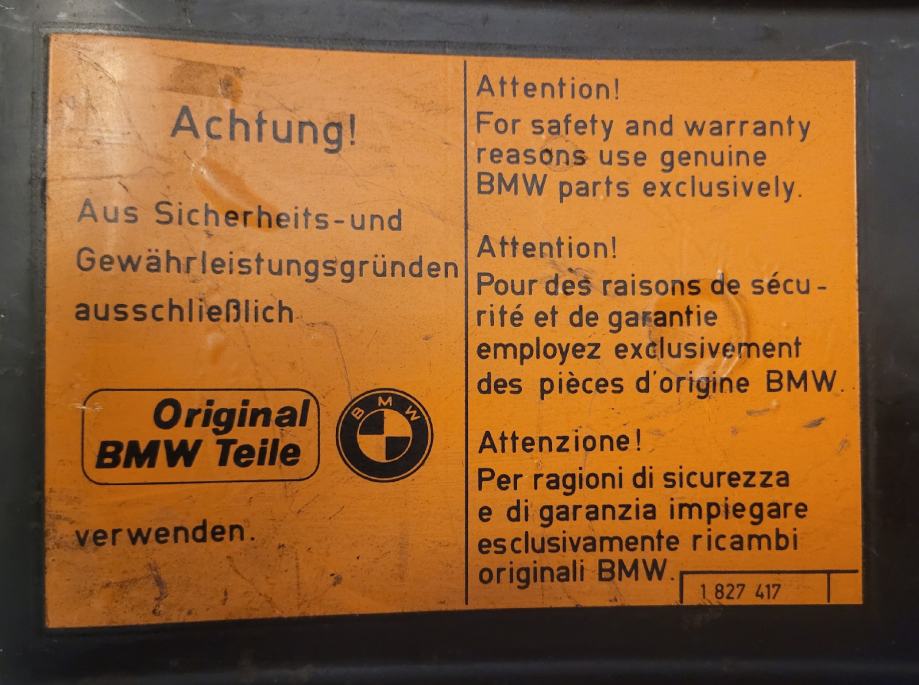 Achtung!
Aus Sicherheits-und
Gewährleistungsgründen
ausschließlich
Original
BMW Teile
BMW
verwenden.
Attention!
For safety and warranty
reasons use genuine
BMW parts exclusively.
Attention!
Pour des raisons de sécu-
rité et de garantie
employez exclusivement
des pièces d'origine BMW.
Attenzione!
Per ragioni di sicurezza
e di garanzia impiegare
esclusivamente ricambi
originali BMW.
1 827 417